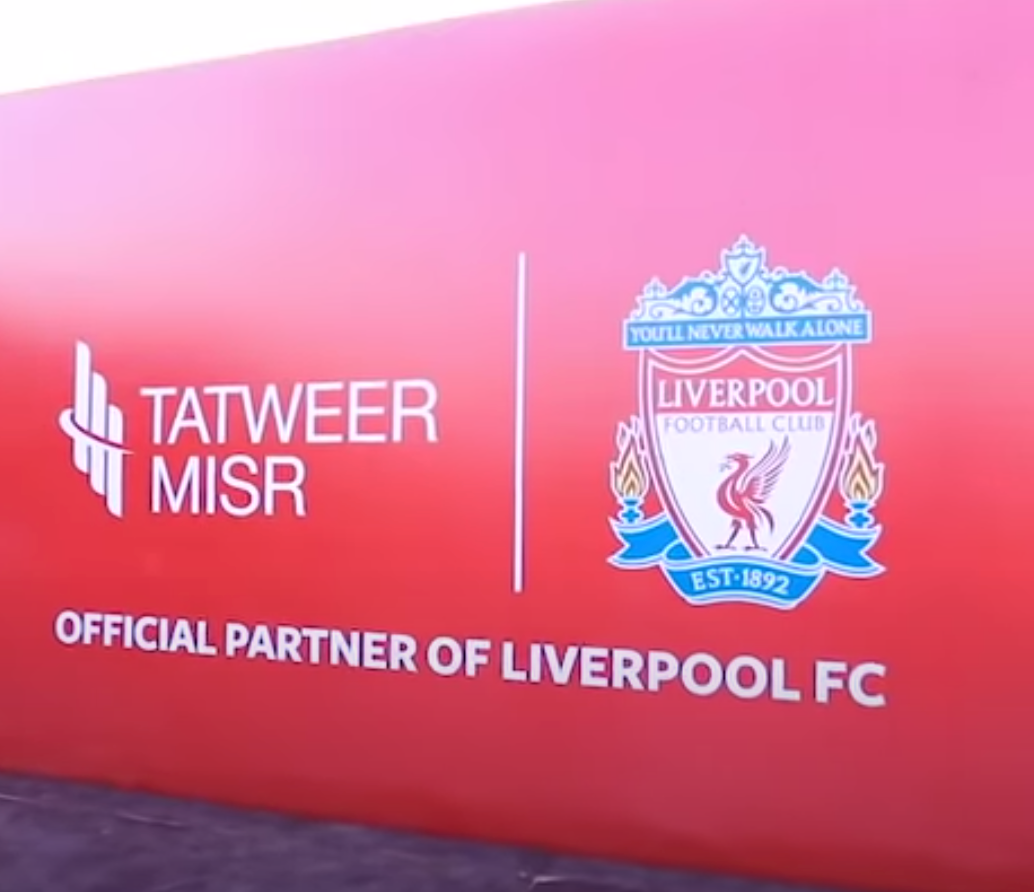 TATWEER
MISR
YOU'LL NEVER WALK ALONE
LIVERPOOL
FOOTBALL CLUB
EST·1892
OFFICIAL PARTNER OF LIVERPOOL FC